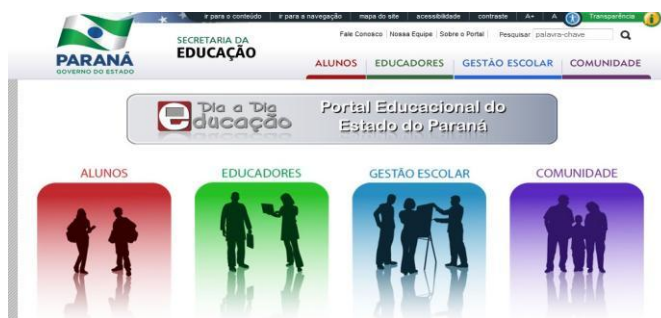 ir para o conteúdo ir para a navegação mapa do site acessibilidade contraste A+ A Transparência
PARANÁ
GOVERNO DO ESTADO
SECRETARIA DA
EDUCAÇÃO
Fale Conosco Nossa Equipe Sobre o Portal Pesquisar palavra-chave
ALUNOS EDUCADORES GESTÃO ESCOLAR COMUNIDADE
Dia a Dia
educação
Portal Educacional do
Estado do Paraná
ALUNOS EDUCADORES GESTÃO ESCOLAR COMUNIDADE